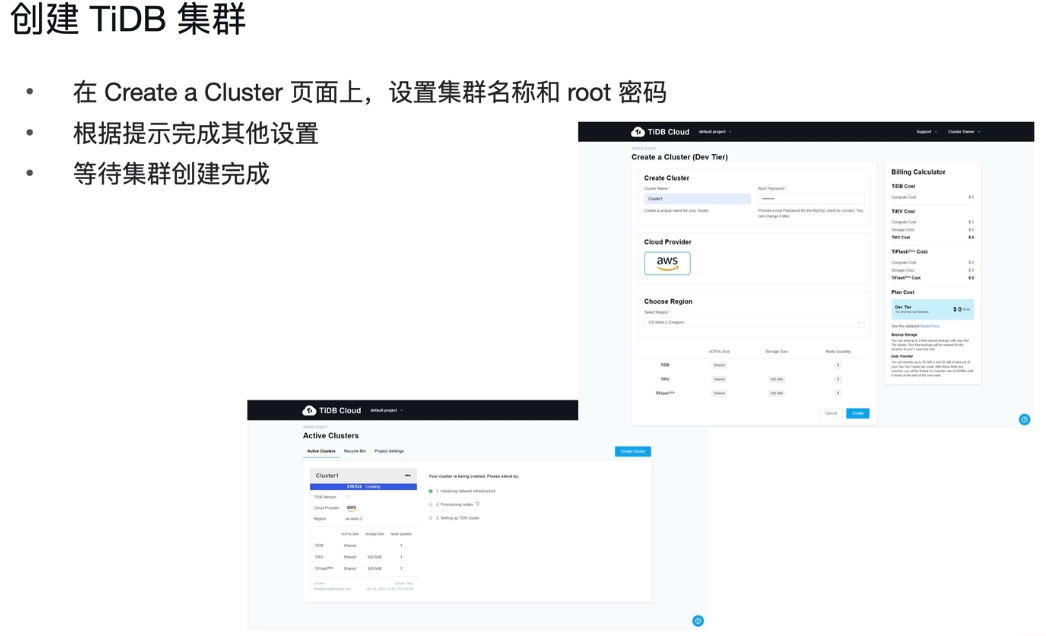 创建 TiDB 集群
• 在 Create a Cluster 页面上，设置集群名称和 root 密码
• 根据提示完成其他设置
• 等待集群创建完成
TiDB Cloud default project Support Cluster Owner
default project
Create a Cluster (Dev Tier)
Create Cluster
Cluster Name * Root Password *
Cluster1 ••••••••
Create a unique name for your cluster. Provide a root Password for the MySQL client to connect. You
can change it later
Cloud Provider
aws
Choose Region
Select Region *
US-West-2 (Oregon)
vCPUs Size Storage Size Node Quantity
TiDB Shared 1
TiKV Shared 500 MiB 1
TiFlash Beta Shared 500 MiB 1
Cancel Create
Billing Calculator
TiDB Cost
Compute Cost $ 0
TiKV Cost
Compute Cost $ 0
Storage Cost $ 0
TiKV Cost $ 0
TiFlash Beta Cost
Compute Cost $ 0
Storage Cost $ 0
TiFlash Beta Cost $ 0
Plan Cost
Dev Tier $ 0
Try and test our features
See the detailed Node Price.
Backup Storage
Data Transfer
TiDB Cloud default project
default project
Active Clusters
Active Clusters Recycle Bin Project Settings
Create Cluster
Cluster1 •••
STATUS Creating
TiDB Version
Cloud Provider aws
Region us-west-2
vCPUs Size Storage Size Node Quantity
TiDB Shared 1
TiKV Shared 500 MiB 1
TiFlash Beta Shared 500 MiB 1
Creator Create Time
Your cluster is being created. Please stand by.
1. Initializing network infrastructure
2. Provisioning nodes
3. Setting up TiDB cluster